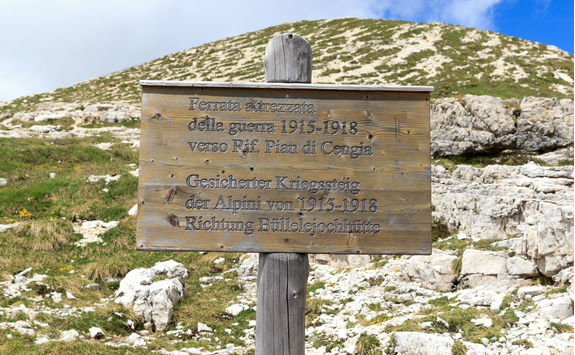 Ferrata atrezzata
della guerra 1915-1918
verso Rif. Pian di Cengia
Gesicherter Kriegssteig
der Alpini von 1915-1918
Richtung Büllelejochhütte